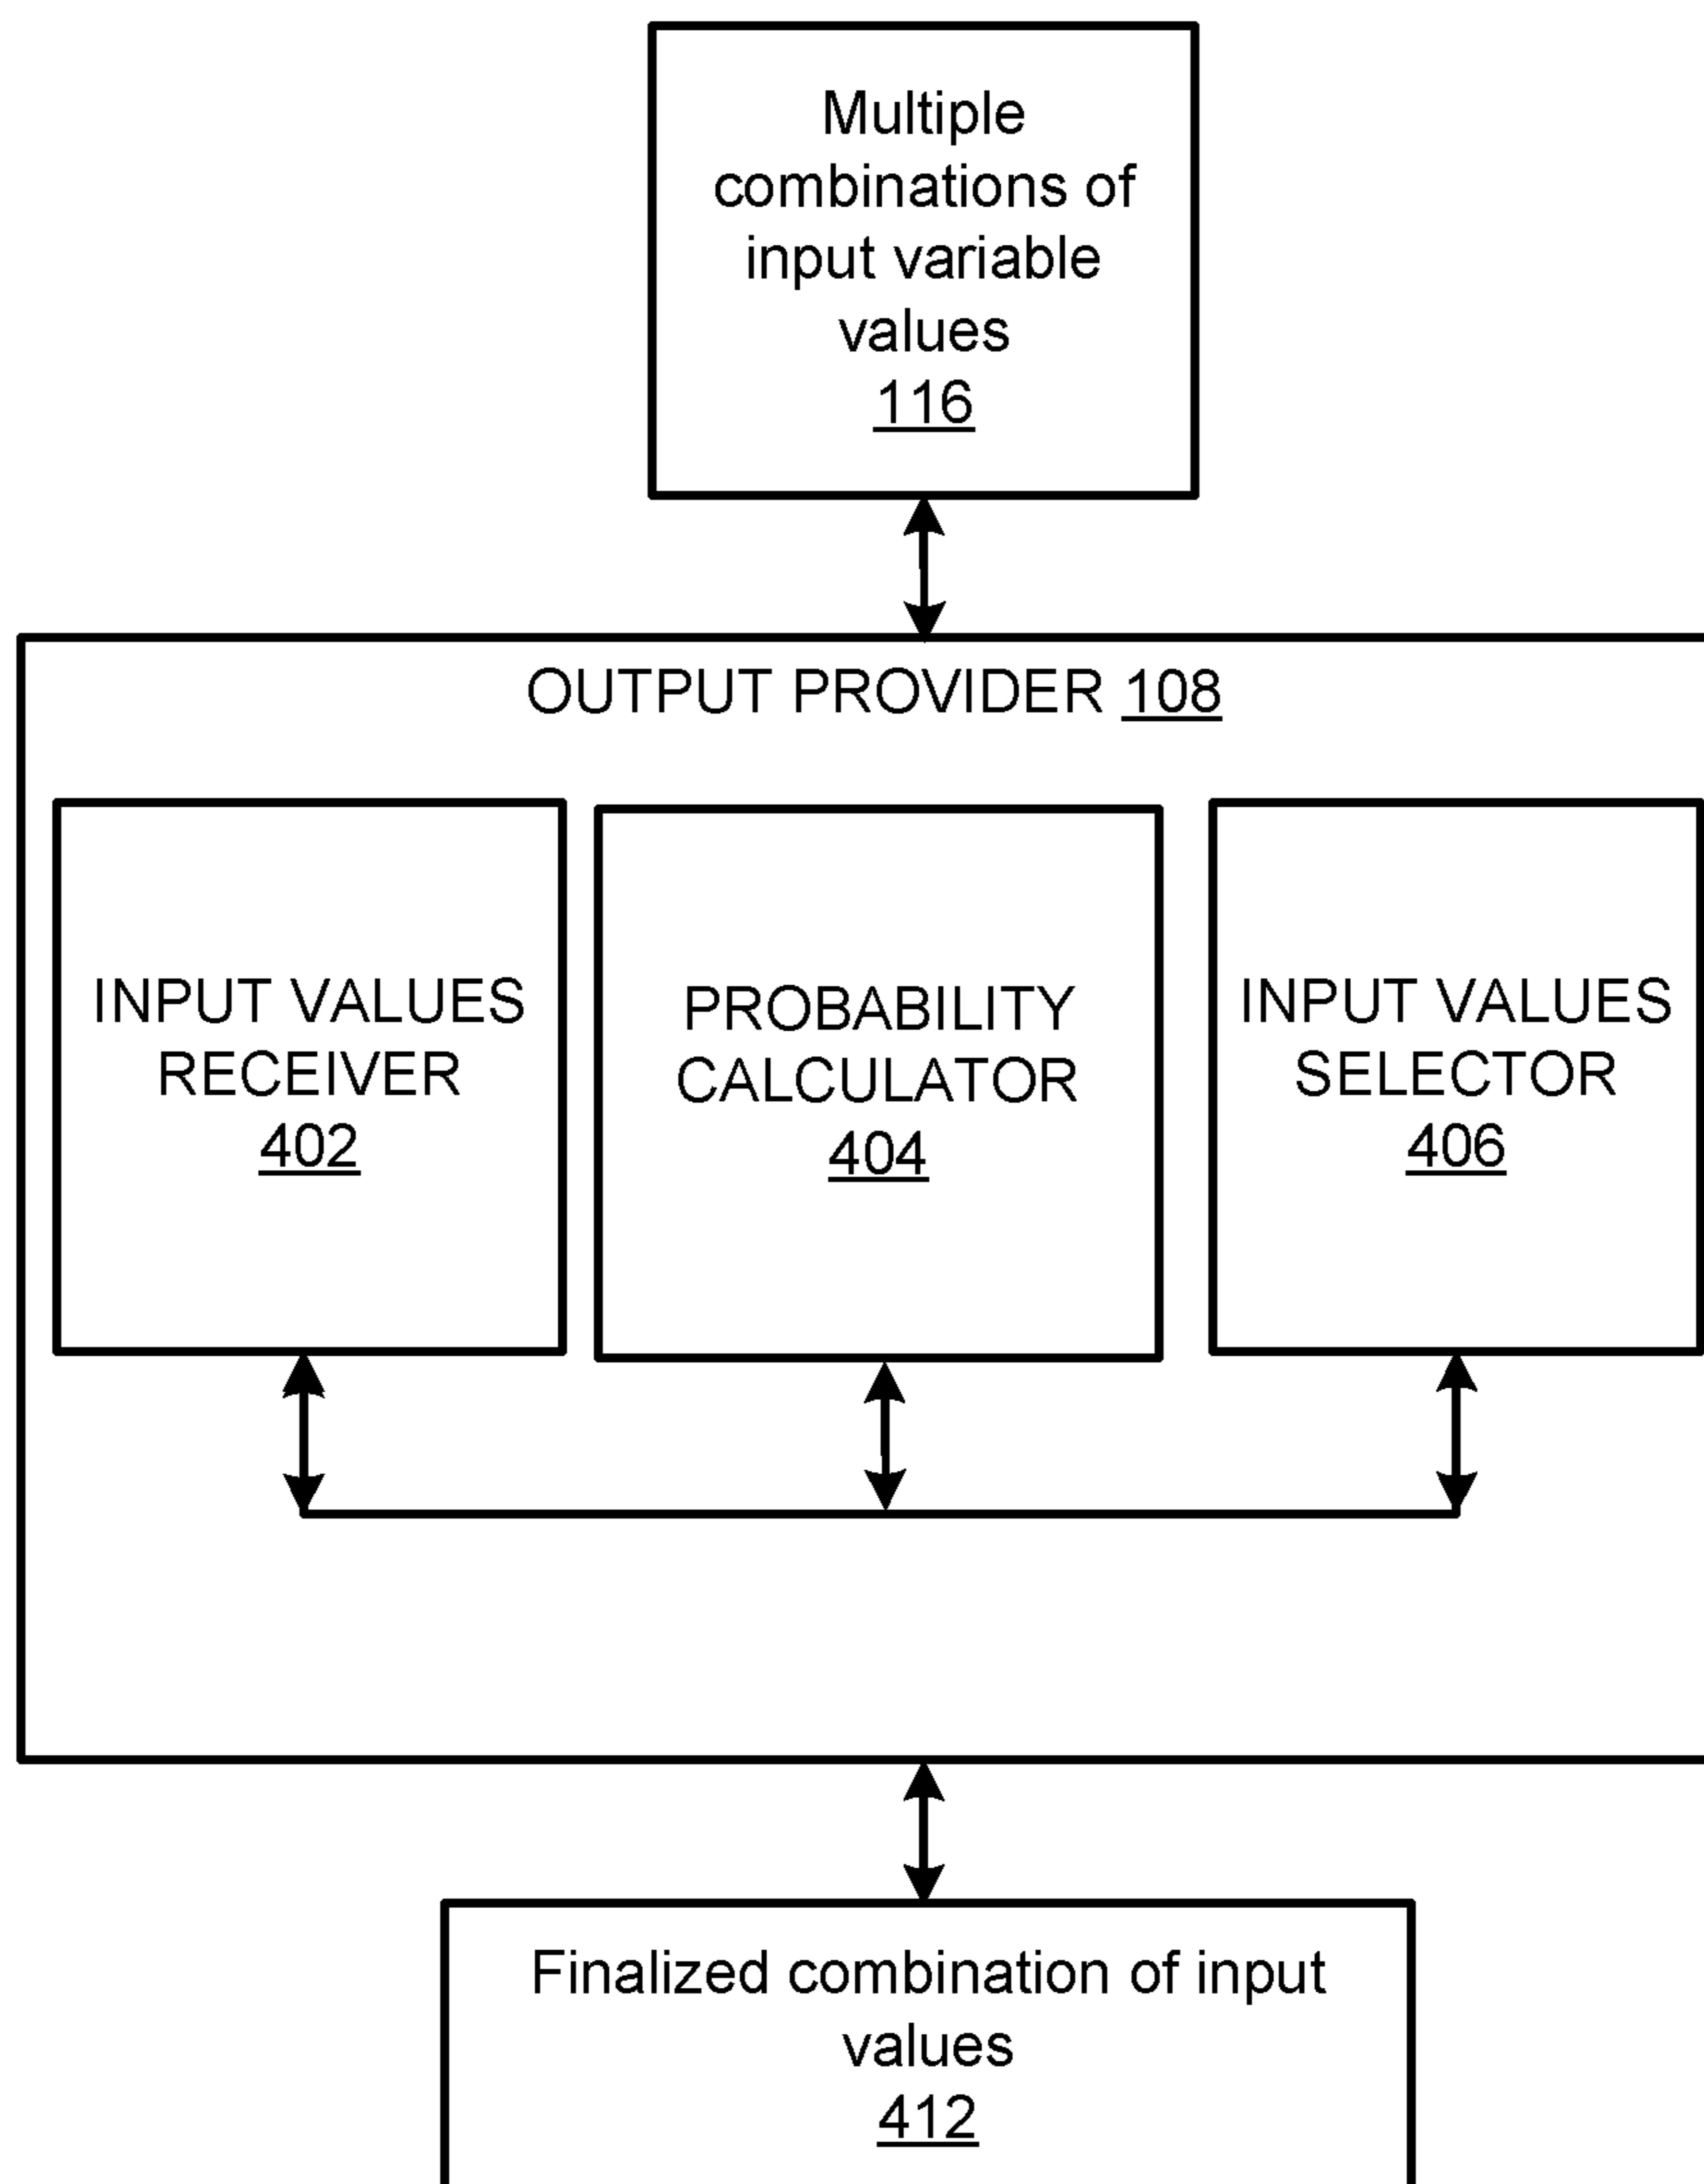 Multiple
combinations of
input variable
values
116
OUTPUT PROVIDER 108
INPUT VALUES
RECEIVER
402
PROBABILITY
CALCULATOR
404
INPUT VALUES
SELECTOR
406
Finalized combination of input
values
412